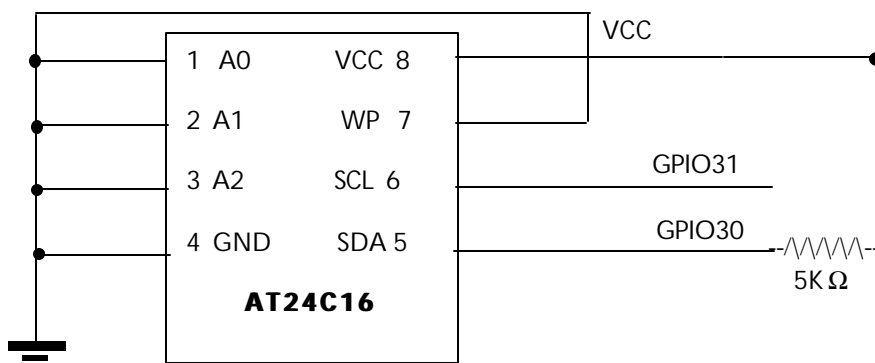 VCC
1 A0 VCC 8
2 A1 WP 7
3 A2 SCL 6
GPIO31
4 GND SDA 5
GPIO30
5K Ω
AT24C16